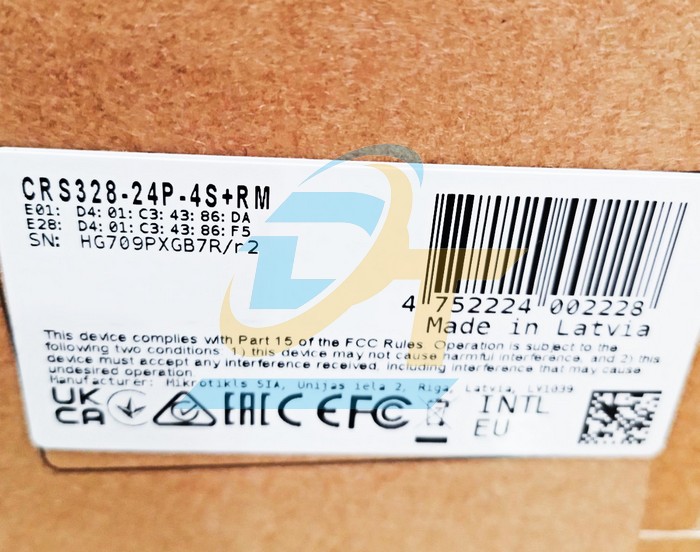 CRS328-24P-4S+RM
E01: D4:01:C3:43:86:DA
E28: D4:01:C3:43:86:F5
SN: HG709PXGB7R/r2
4 752224 002228
Made in Latvia
This device complies with Part 15 of the FCC Rules. Operation is subject to the
following two conditions: 1) this device may not cause harmful interference, and 2) this
device must accept any interference received, including interference that may cause
undesired operation
Manufacturer: Mikrotikls SIA, Unijas iela 2, Riga, Latvia, LV1039
UK CA EAC CE FC INTL
EU